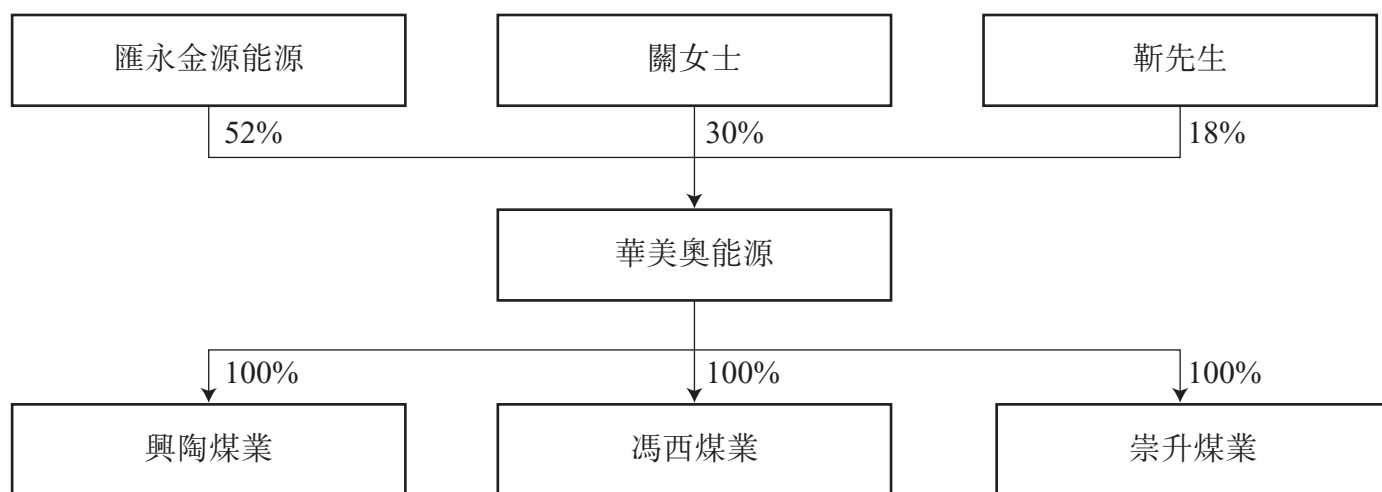 匯永金源能源
關女士
靳先生
52%
30%
18%
華美奧能源
100%
100%
100%
興陶煤業
馮西煤業
崇升煤業